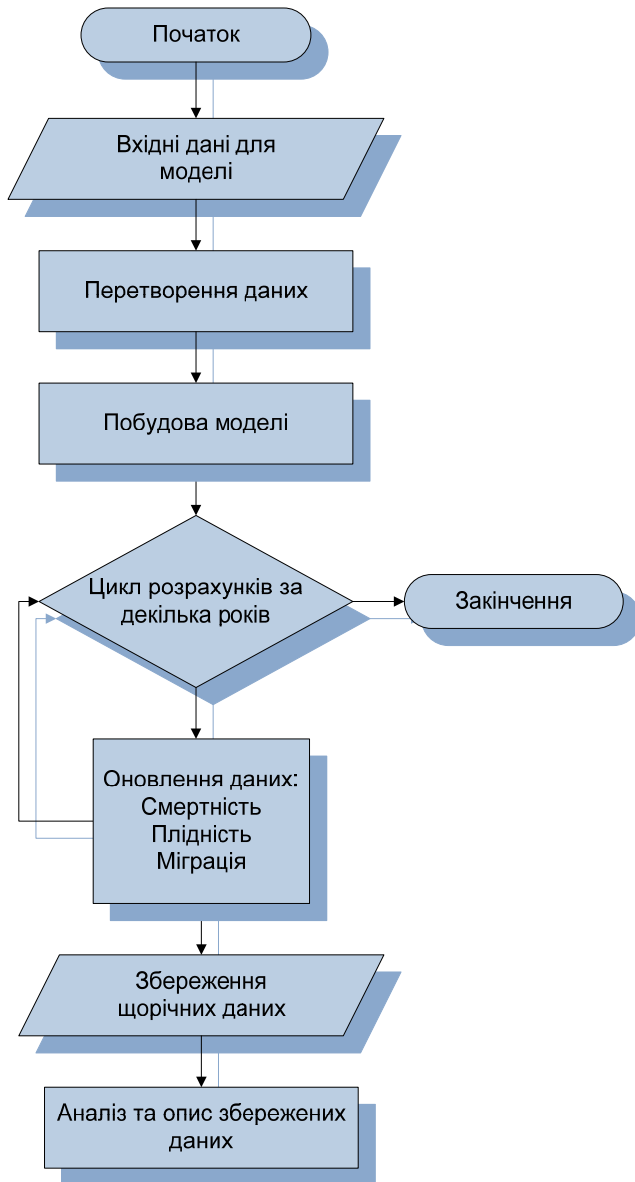 Початок
Вхідні дані для
моделі
Перетворення даних
Побудова моделі
Цикл розрахунків за
декілька років
Закінчення
Оновлення даних:
Смертність
Плідність
Міграція
Збереження
щорічних даних
Аналіз та опис збережених
даних